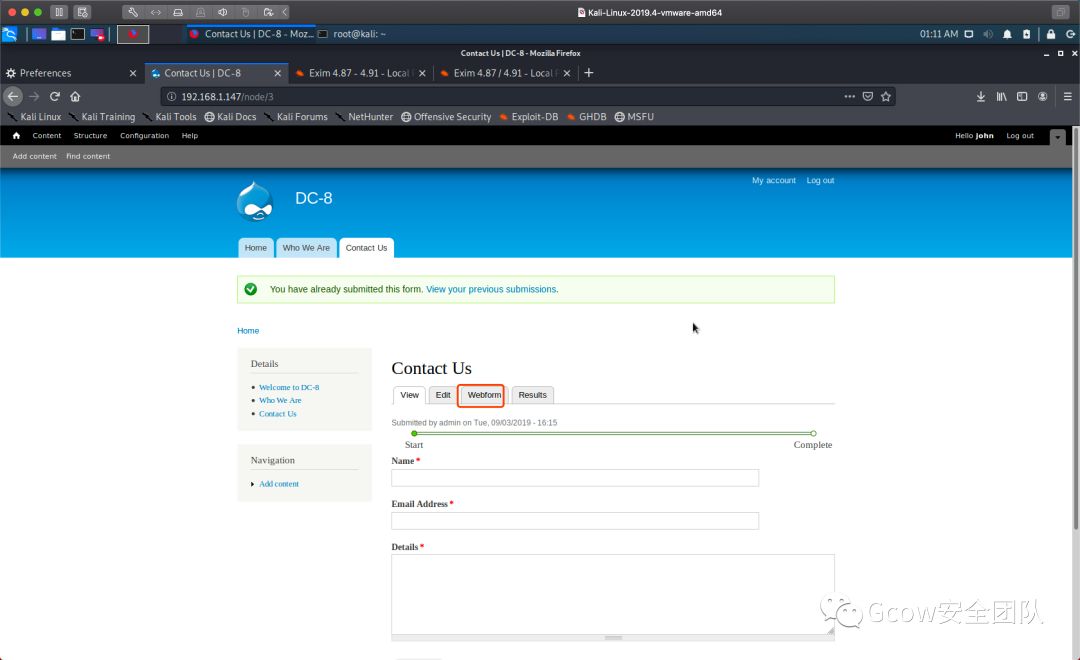 Kali-Linux-2019.4-vmware-amd64
Contact Us | DC-8 - Moz...
root@kali: ~
01:11 AM
Contact Us | DC-8 - Mozilla Firefox
Preferences
Contact Us | DC-8
Exim 4.87 - 4.91 - Local
Exim 4.87 / 4.91 - Local
192.168.1.147/node/3
Kali Linux Kali Training Kali Tools Kali Docs Kali Forums NetHunter Offensive Security Exploit-DB GHDB MSFU
Content Structure Configuration Help Hello john Log out
Add content Find content
My account Log out
DC-8
Home Who We Are Contact Us
You have already submitted this form. View your previous submissions.
Home
Details
Welcome to DC-8
Who We Are
Contact Us
Navigation
Add content
Contact Us
View Edit Webform Results
Submitted by admin on Tue, 09/03/2019 - 16:15
Start Complete
Name *
Email Address *
Details *
Gcow安全团队